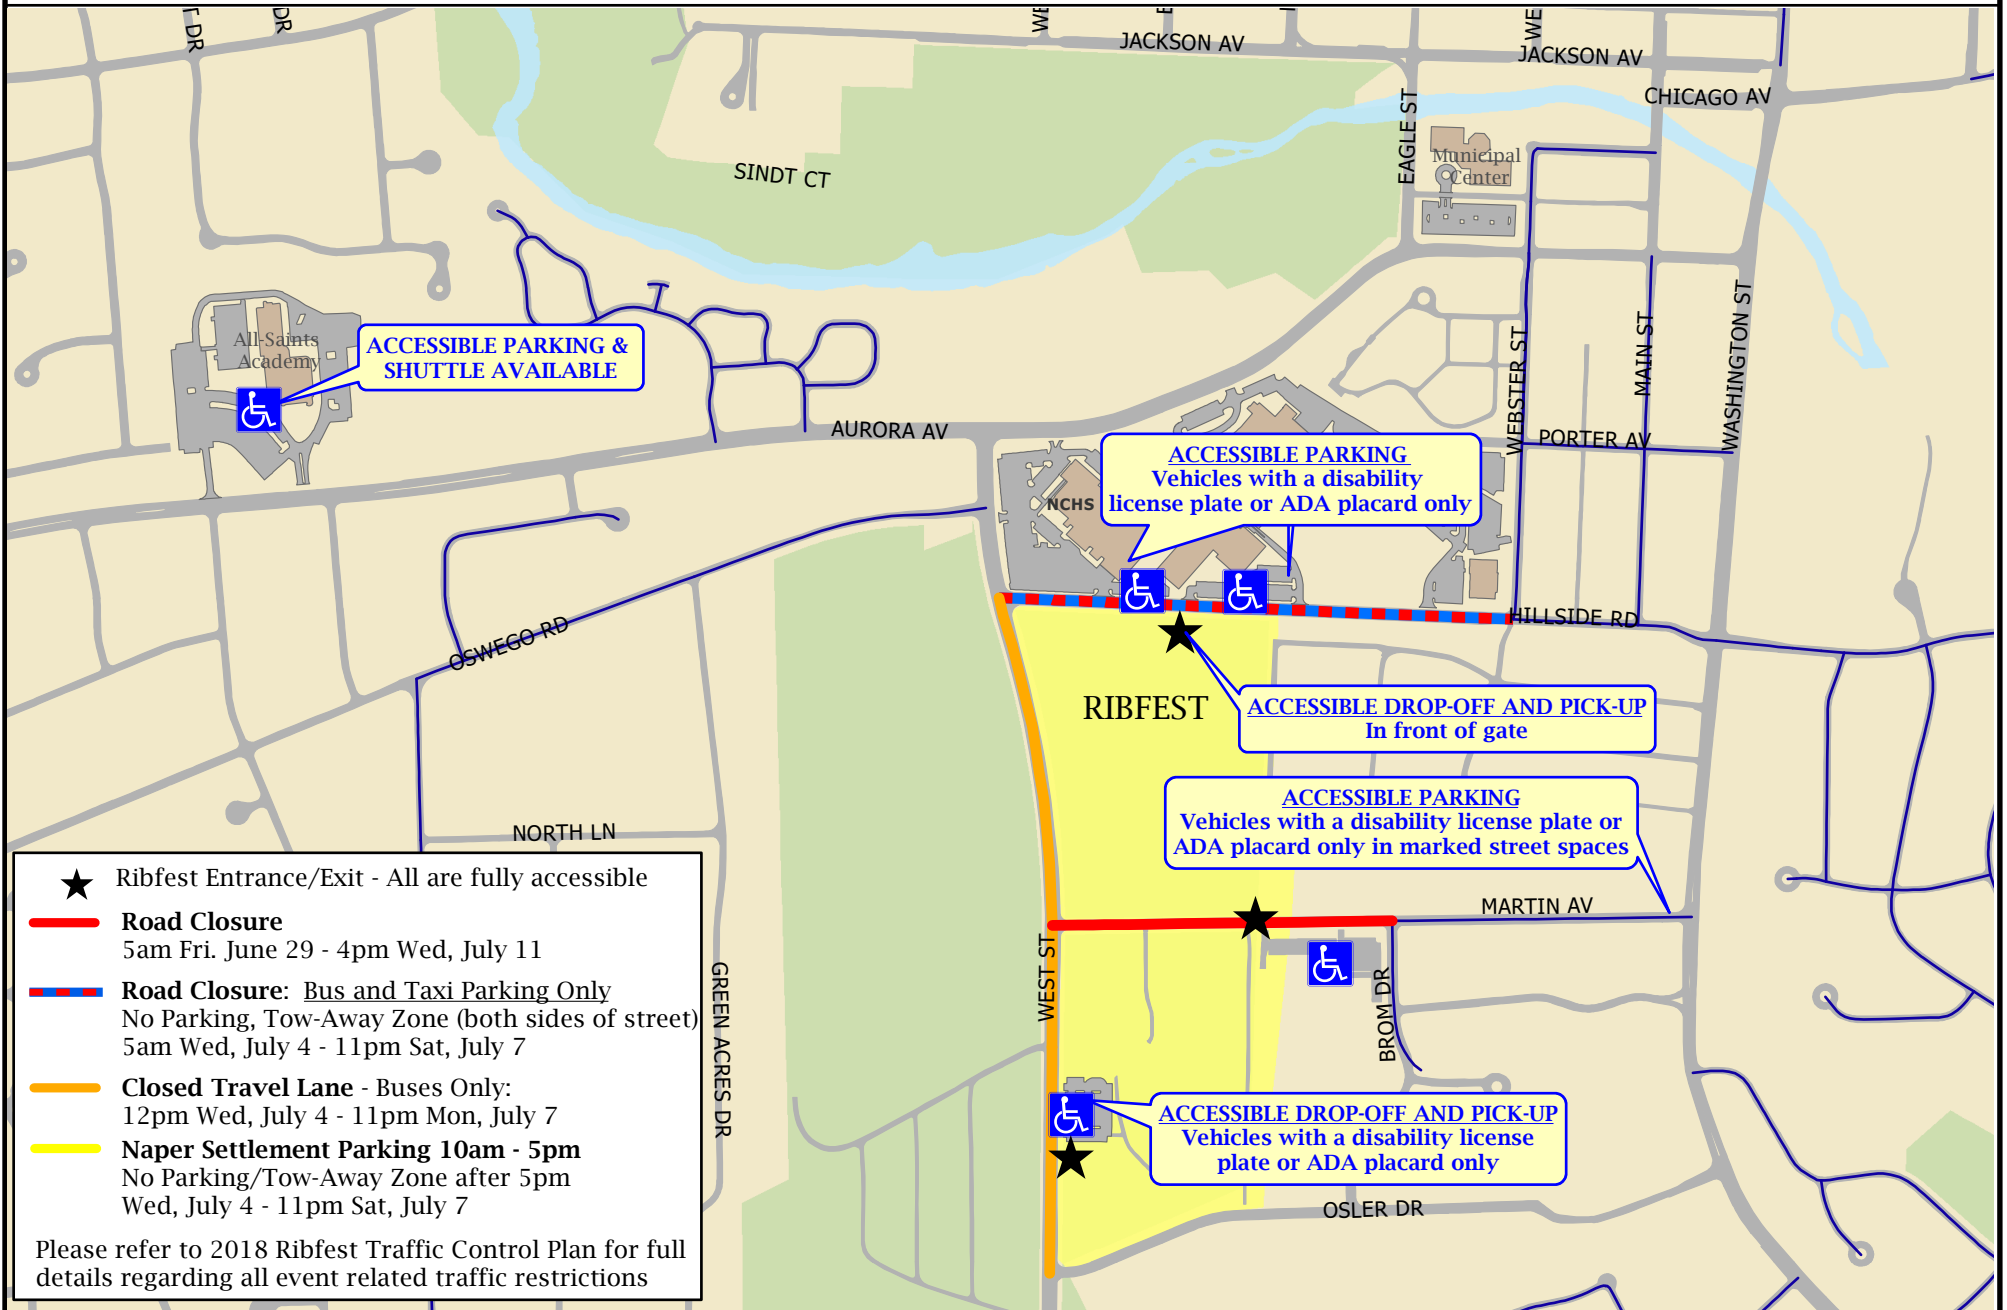 T DR
DR
WE
E
WE
JACKSON AV
JACKSON AV
CHICAGO AV
EAGLE ST
Municipal
Center
SINDT CT
WASHINGTON ST
MAIN ST
WEBSTER ST
All-Saints
Academy
ACCESSIBLE PARKING &
SHUTTLE AVAILABLE
AURORA AV
PORTER AV
ACCESSIBLE PARKING
Vehicles with a disability
license plate or ADA placard only
NCHS
HILLSIDE RD
OSWEGO RD
RIBFEST
ACCESSIBLE DROP-OFF AND PICK-UP
In front of gate
ACCESSIBLE PARKING
Vehicles with a disability license plate or
ADA placard only in marked street spaces
NORTH LN
MARTIN AV
WEST ST
BROM DR
GREEN ACRES DR
ACCESSIBLE DROP-OFF AND PICK-UP
Vehicles with a disability license
plate or ADA placard only
OSLER DR
Ribfest Entrance/Exit - All are fully accessible
Road Closure
5am Fri. June 29 - 4pm Wed, July 11
Road Closure: Bus and Taxi Parking Only
No Parking, Tow-Away Zone (both sides of street)
5am Wed, July 4 - 11pm Sat, July 7
Closed Travel Lane - Buses Only:
12pm Wed, July 4 - 11pm Mon, July 7
Naper Settlement Parking 10am - 5pm
No Parking/Tow-Away Zone after 5pm
Wed, July 4 - 11pm Sat, July 7
Please refer to 2018 Ribfest Traffic Control Plan for full
details regarding all event related traffic restrictions